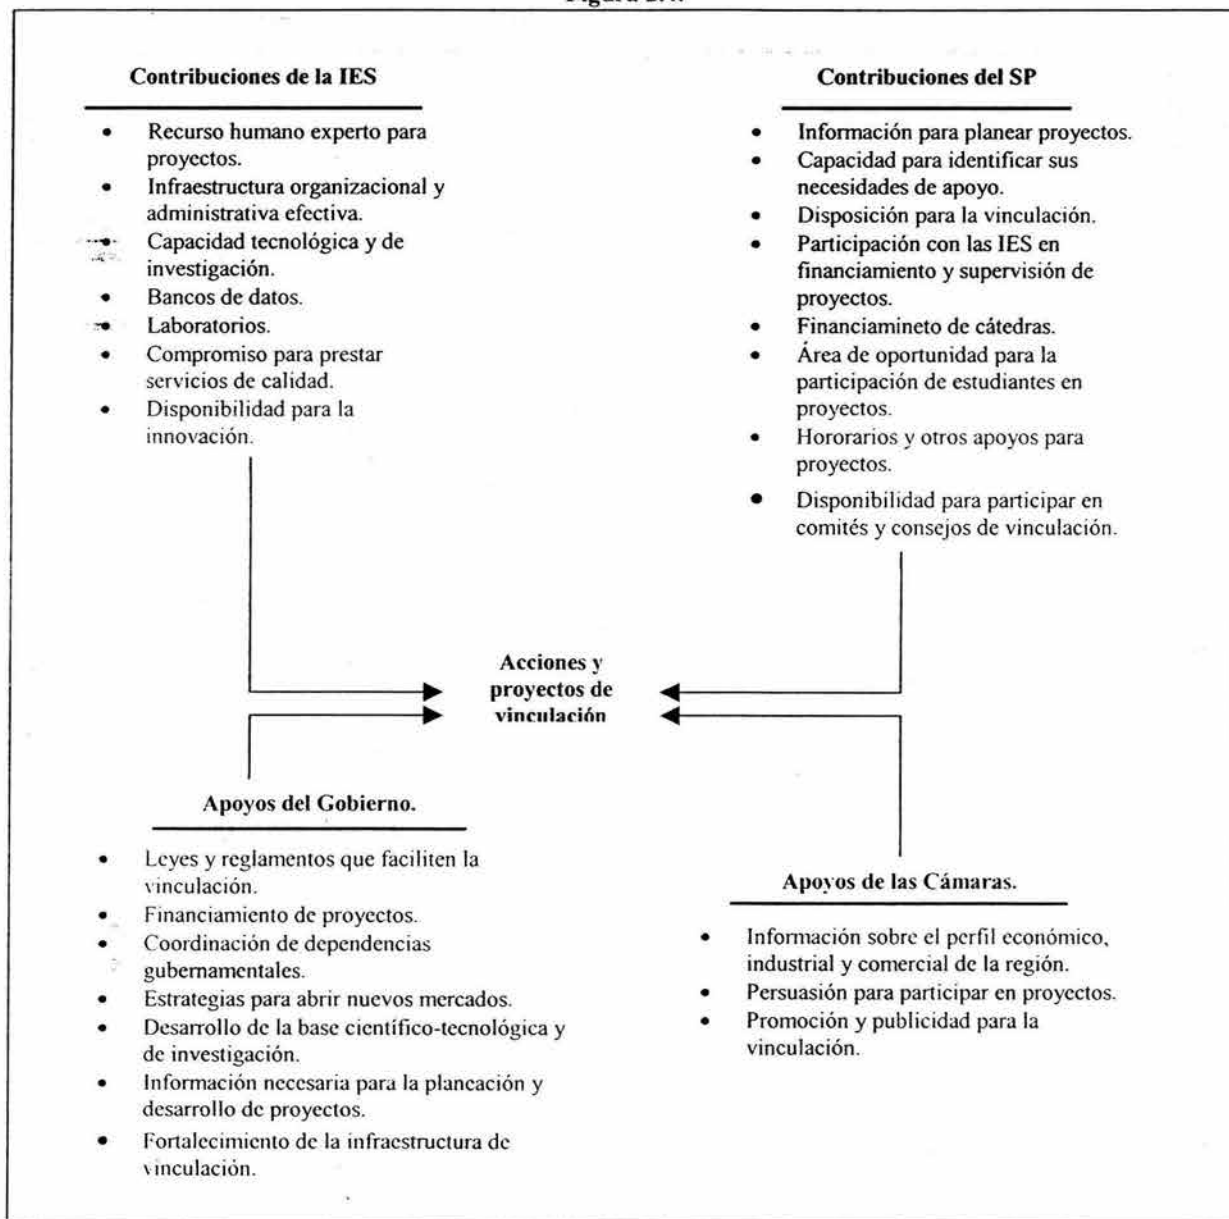 Contribuciones de la IES
• Recurso humano experto para
proyectos.
• Infraestructura organizacional y
administrativa efectiva.
• Capacidad tecnológica y de
investigación.
• Bancos de datos.
• Laboratorios.
• Compromiso para prestar
servicios de calidad.
• Disponibilidad para la
innovación.
Contribuciones del SP
• Información para planear proyectos.
• Capacidad para identificar sus
necesidades de apoyo.
• Disposición para la vinculación.
• Participación con las IES en
financiamiento y supervisión de
proyectos.
• Financiamineto de cátedras.
• Área de oportunidad para la
participación de estudiantes en
proyectos.
• Hororarios y otros apoyos para
proyectos.
• Disponibilidad para participar en
comités y consejos de vinculación.
Acciones y
proyectos de
vinculación
Apoyos del Gobierno.
• Leyes y reglamentos que faciliten la
vinculación.
• Financiamiento de proyectos.
• Coordinación de dependencias
gubernamentales.
• Estrategias para abrir nuevos mercados.
• Desarrollo de la base científico-tecnológica y
de investigación.
• Información necesaria para la planeación y
desarrollo de proyectos.
• Fortalecimiento de la infraestructura de
vinculación.
Apoyos de las Cámaras.
• Información sobre el perfil económico,
industrial y comercial de la región.
• Persuasión para participar en proyectos.
• Promoción y publicidad para la
vinculación.